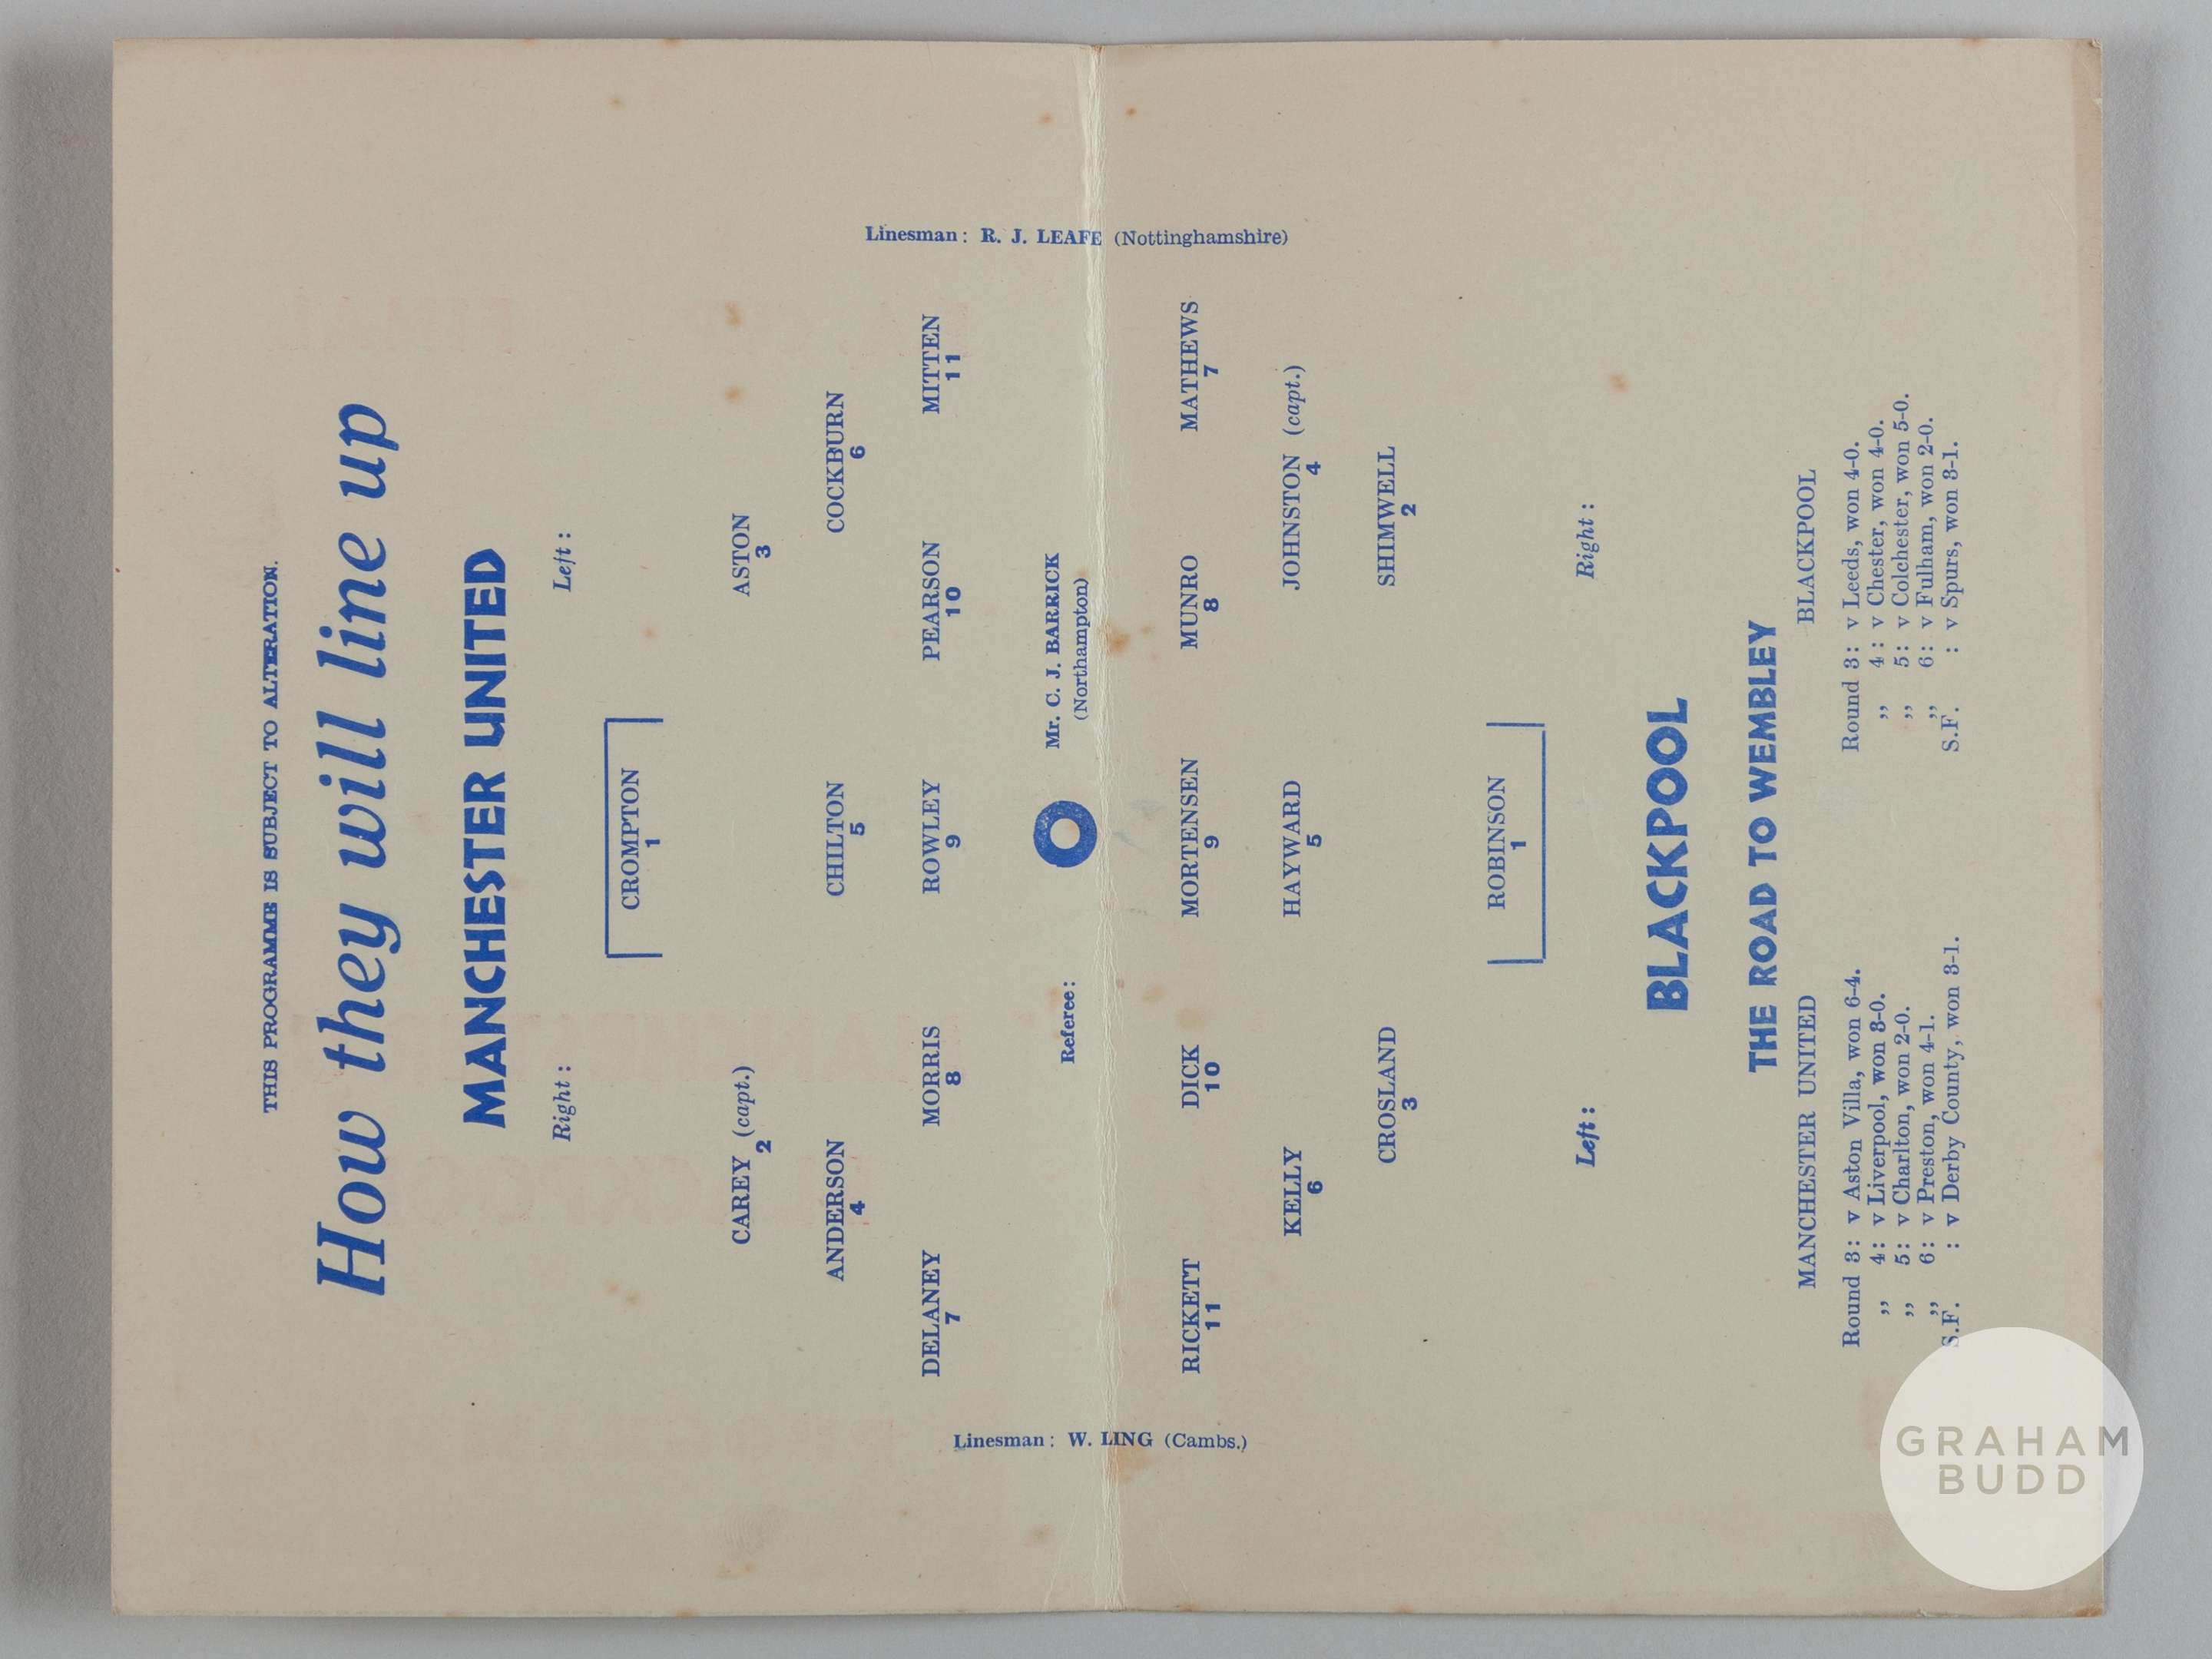 THIS PROGRAMME IS SUBJECT TO ALTERATION.
How they will line up
MANCHESTER UNITED
Right: Left:
CROMPTON
1
CAREY (capt.) ASTON
2 3
ANDERSON CHILTON COCKBURN
4 5 6
DELANEY MORRIS ROWLEY PEARSON MITTEN
7 8 9 10 11
Linesman: W. LING (Cambs.)
Referee: Mr. C. J. BARRICK
(Northampton)
Linesman: R. J. LEAFE (Nottinghamshire)
RICKETT DICK MORTENSEN MUNRO MATHEWS
11 10 9 8 7
KELLY HAYWARD JOHNSTON (capt.)
6 5 4
CROSLAND SHIMWELL
3 2
ROBINSON
1
Left: Right:
BLACKPOOL
THE ROAD TO WEMBLEY
MANCHESTER UNITED
Round 3: v Aston Villa, won 6-4.
,, 4: v Liverpool, won 3-0.
,, 5: v Charlton, won 2-0.
,, 6: v Preston, won 4-1.
S.F. : v Derby County, won 3-1.
BLACKPOOL
Round 3: v Leeds, won 4-0.
,, 4: v Chester, won 4-0.
,, 5: v Colchester, won 5-0.
,, 6: v Fulham, won 2-0.
S.F. : v Spurs, won 3-1.
GRAHAM
BUDD